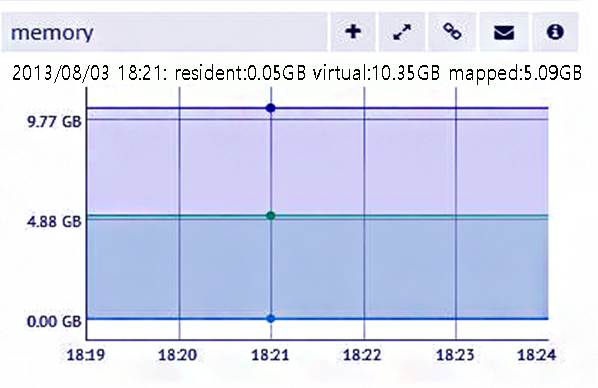 memory
2013/08/03 18:21: resident:0.05GB virtual:10.35GB mapped:5.09GB
9.77 GB
4.88 GB
0.00 GB
18:19 18:20 18:21 18:22 18:23 18:24